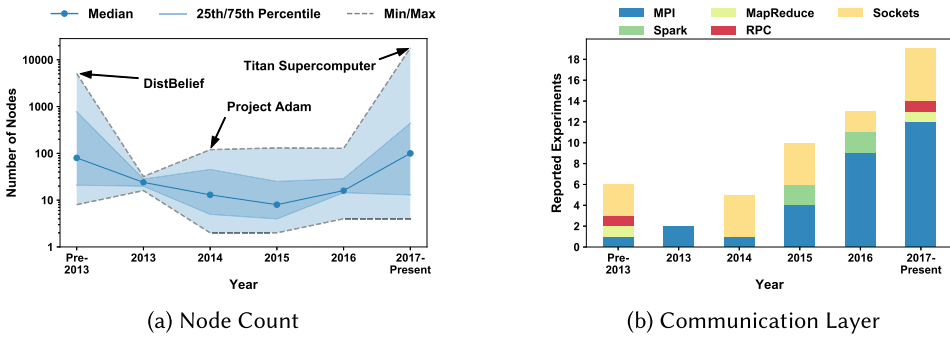 Median 25th/75th Percentile Min/Max
10000
1000
100
10
1
Number of Nodes
DistBelief
Titan Supercomputer
Project Adam
Pre-2013 2013 2014 2015 2016 2017-Present
Year
(a) Node Count
MPI MapReduce Sockets
Spark RPC
18
16
14
12
10
8
6
4
2
0
Reported Experiments
Pre-2013 2013 2014 2015 2016 2017-Present
Year
(b) Communication Layer